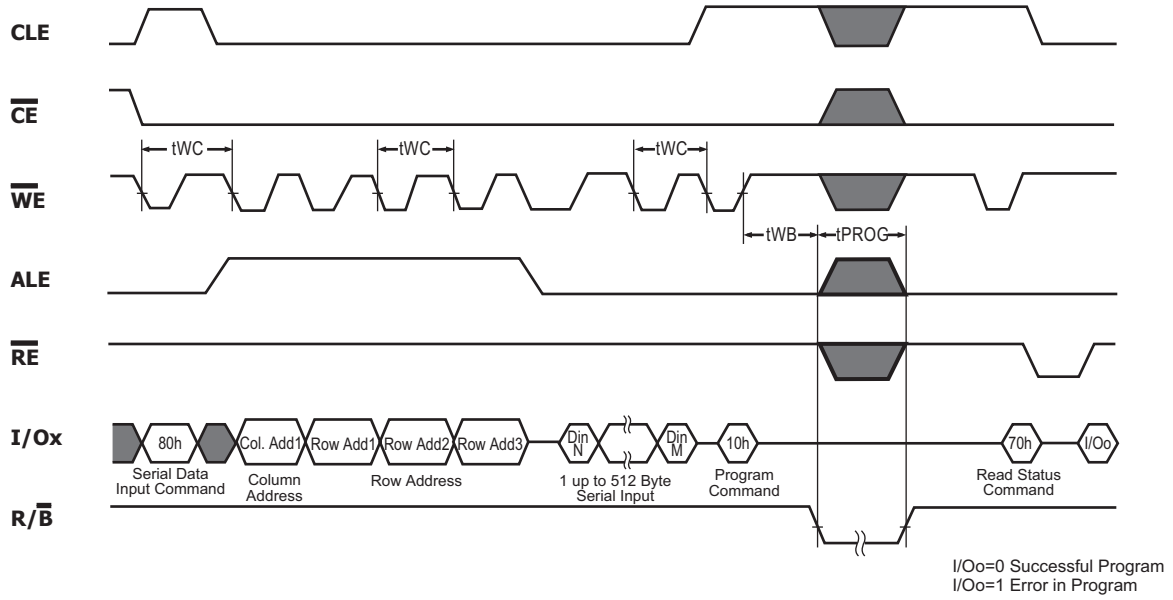 CLE
CE
tWC
tWC
tWC
WE
tWB
tPROG
ALE
RE
I/Ox
80h
Col. Add1
Row Add1
Row Add2
Row Add3
Din
N
Din
M
10h
70h
I/Oo
Serial Data
Input Command
Column
Address
Row Address
1 up to 512 Byte
Serial Input
Program
Command
Read Status
Command
R/B
I/Oo=0 Successful Program
I/Oo=1 Error in Program